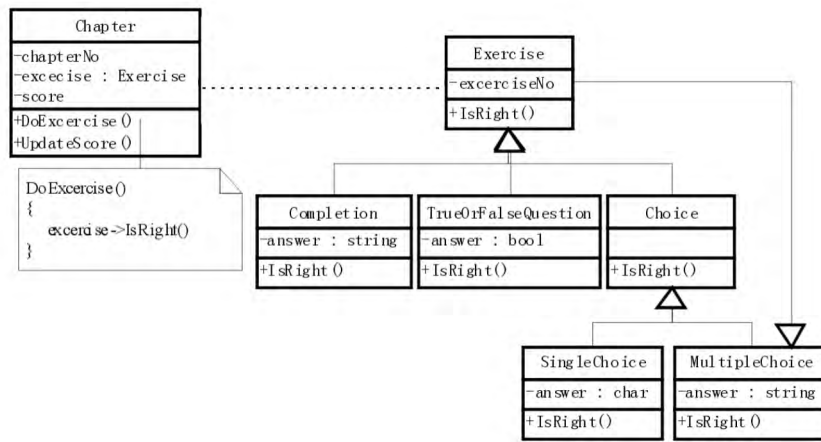 Chapter
-chapterNo
-excecise : Exercise
-score
+DoExcercise()
+UpdateScore()
DoExcercise()
{
excercise->IsRight()
}
Exercise
-excerciseNo
+IsRight()
Completion
-answer : string
+IsRight()
TrueOrFalseQuestion
-answer : bool
+IsRight()
Choice
+IsRight()
SingleChoice
-answer : char
+IsRight()
MultipleChoice
-answer : string
+IsRight()